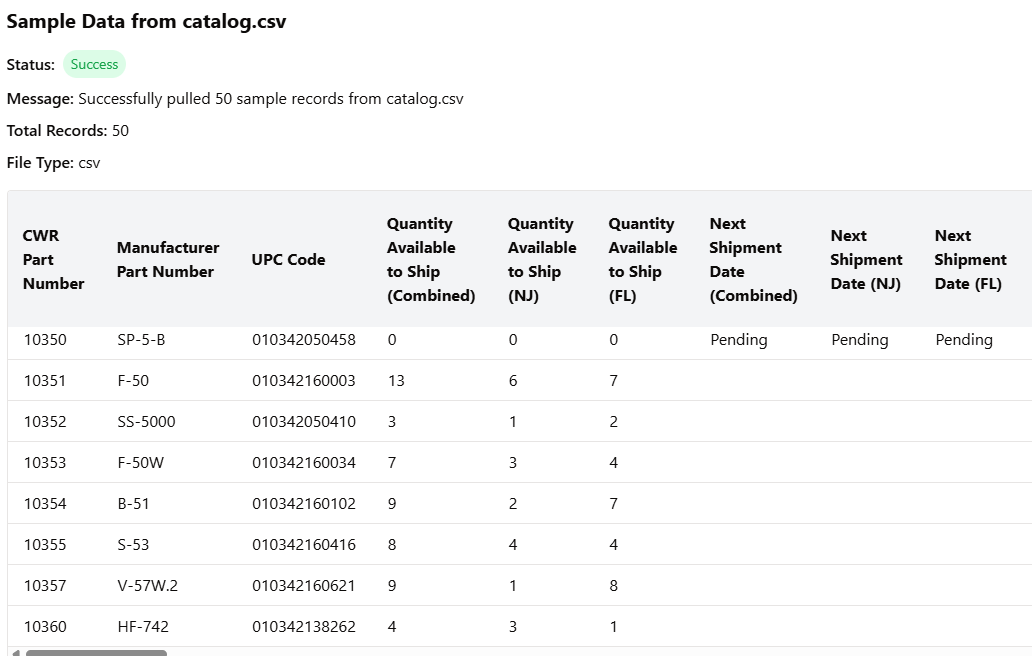 Sample Data from catalog.csv
Status: Success
Message: Successfully pulled 50 sample records from catalog.csv
Total Records: 50
File Type: csv
CWR Part Number Manufacturer Part Number UPC Code Quantity Available to Ship (Combined) Quantity Available to Ship (NJ) Quantity Available to Ship (FL) Next Shipment Date (Combined) Next Shipment Date (NJ) Next Shipment Date (FL)
10350 SP-5-B 010342050458 0 0 0 Pending Pending Pending
10351 F-50 010342160003 13 6 7
10352 SS-5000 010342050410 3 1 2
10353 F-50W 010342160034 7 3 4
10354 B-51 010342160102 9 2 7
10355 S-53 010342160416 8 4 4
10357 V-57W.2 010342160621 9 1 8
10360 HF-742 010342138262 4 3 1